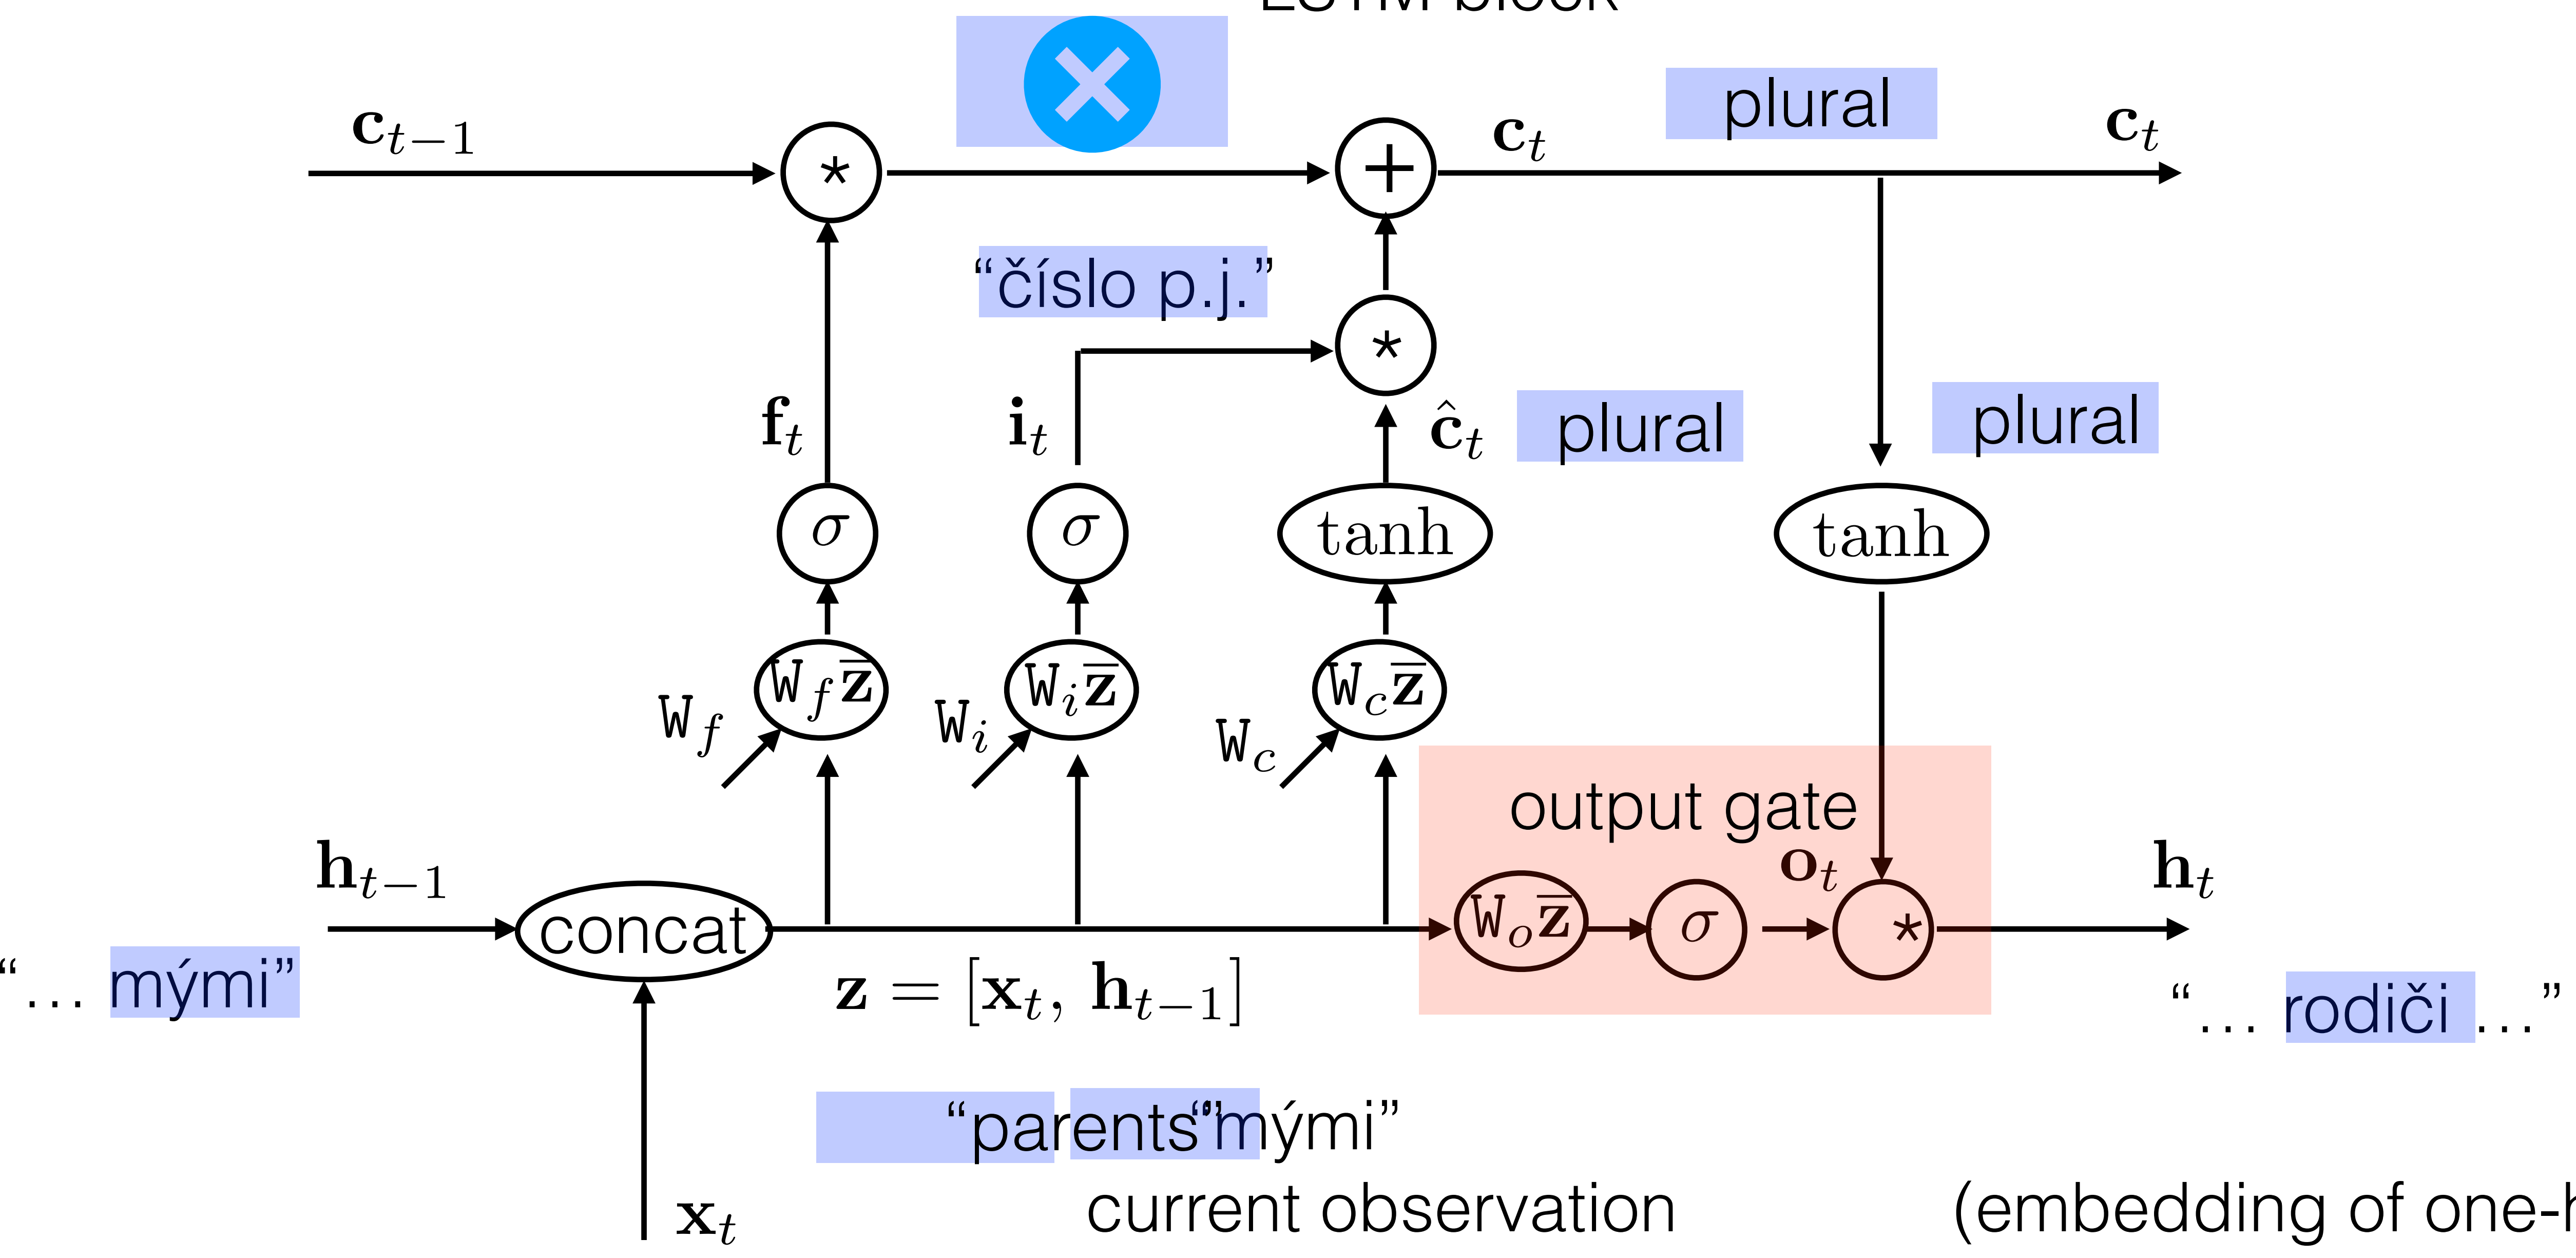 LSTM block
plural
c_{t−1}
*
+
c_t
c_t
“číslo p.j.”
*
f_t
i_t
ĉ_t
plural
plural
σ
σ
tanh
tanh
W_f z̅
W_i z̅
W_c z̅
W_f
W_i
W_c
output gate
h_{t−1}
o_t
h_t
concat
W_o z̅
σ
*
“… mými”
z = [x_t, h_{t−1}]
“… rodiči …”
“parents”
“mými”
x_t
current observation
(embedding of one-h